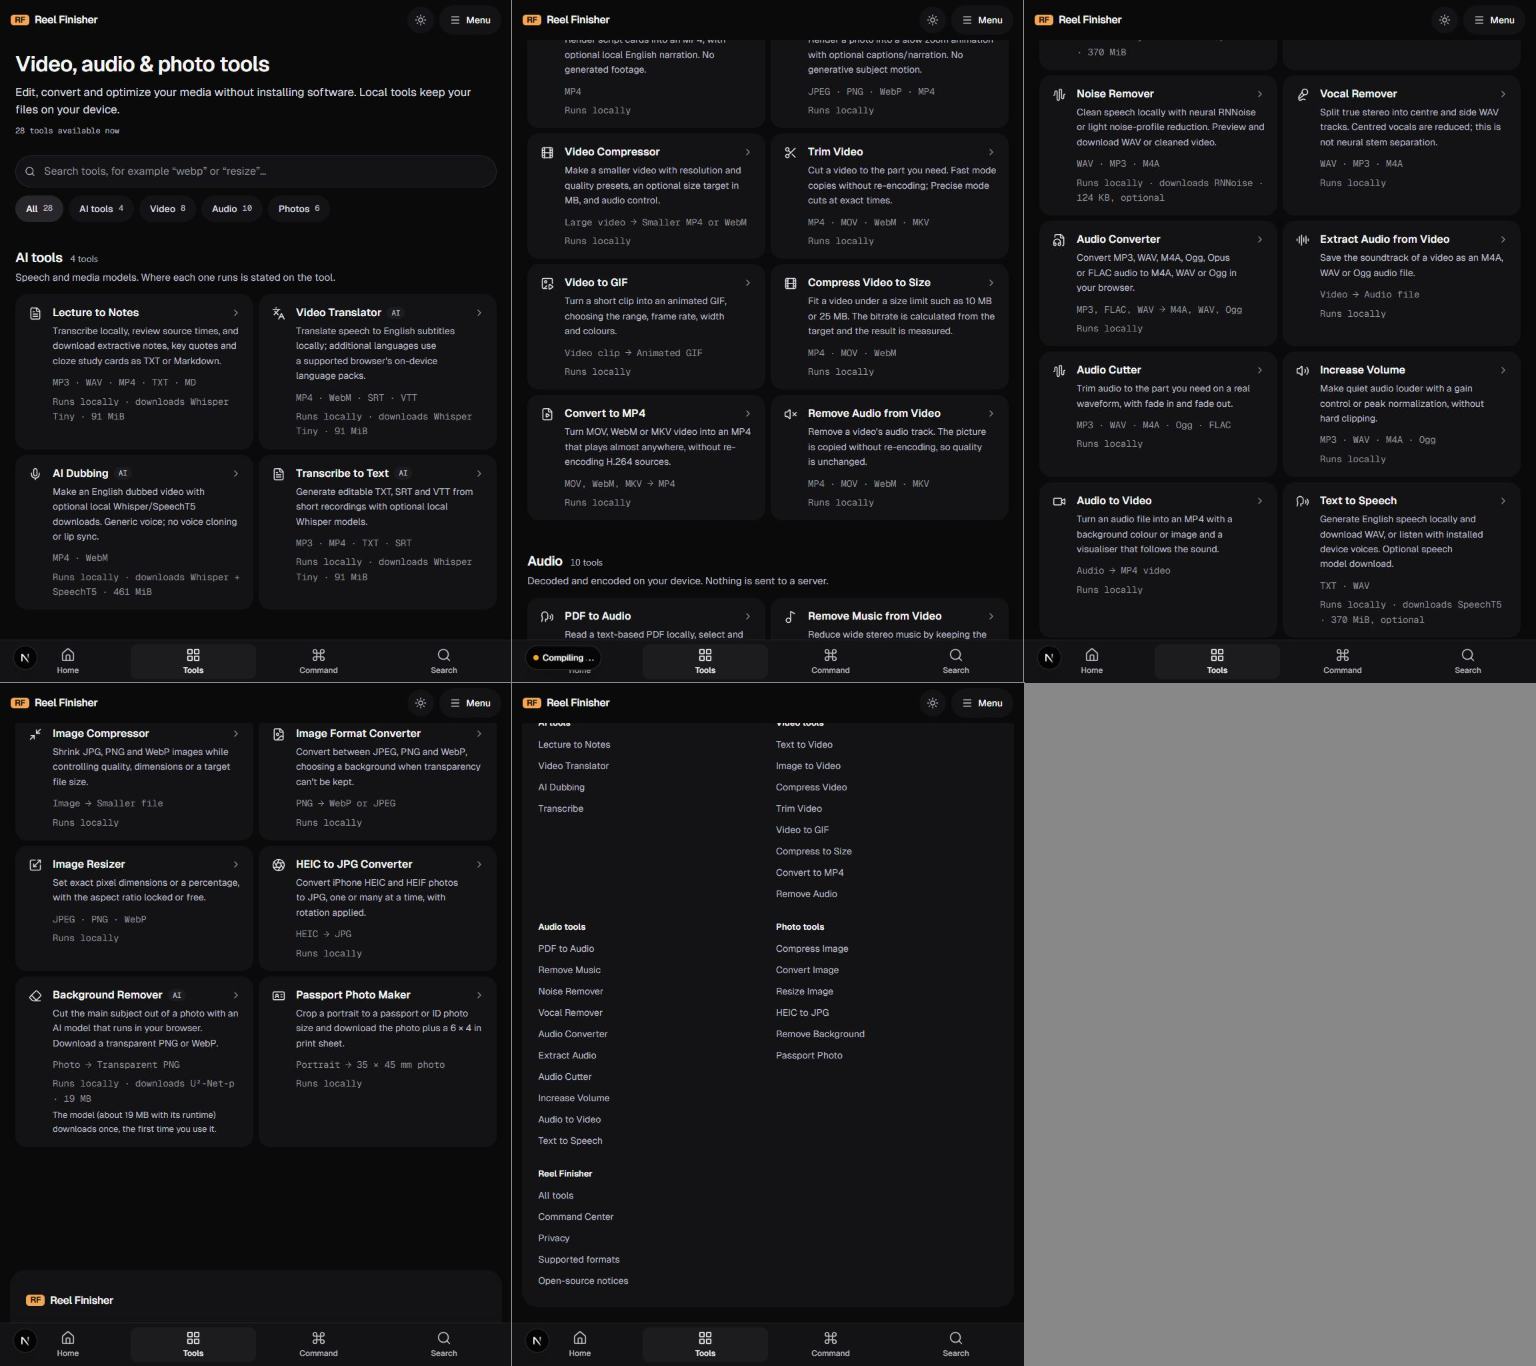 RF Reel Finisher
Menu
Video, audio & photo tools
Edit, convert and optimize your media without installing software. Local tools keep your
files on your device.
28 tools available now
Search tools, for example “webp” or “resize”...
All 28
AI tools 4
Video 8
Audio 10
Photos 6
AI tools 4 tools
Speech and media models. Where each one runs is stated on the tool.
Lecture to Notes
Transcribe locally, review source times, and
download extractive notes, key quotes and
cloze study cards as TXT or Markdown.
MP3 · WAV · MP4 · TXT · MD
Runs locally · downloads Whisper
Tiny · 91 MiB
Video Translator AI
Translate speech to English subtitles
locally; additional languages use
a supported browser's on-device
language packs.
MP4 · WebM · SRT · VTT
Runs locally · downloads Whisper
Tiny · 91 MiB
AI Dubbing AI
Make an English dubbed video with
optional local Whisper/SpeechT5
downloads. Generic voice; no voice cloning
or lip sync.
MP4 · WebM
Runs locally · downloads Whisper +
SpeechT5 · 461 MiB
Transcribe to Text AI
Generate editable TXT, SRT and VTT from
short recordings with optional local
Whisper models.
MP3 · MP4 · TXT · SRT
Runs locally · downloads Whisper
Tiny · 91 MiB
N
Home
Tools
Command
Search
RF Reel Finisher
Menu
Render script cards into an MP4, with
optional local English narration. No
generated footage.
MP4
Runs locally
Render a photo into a slow zoom animation
with optional captions/narration. No
generative subject motion.
JPEG · PNG · WebP · MP4
Runs locally
Video Compressor
Make a smaller video with resolution and
quality presets, an optional size target in
MB, and audio control.
Large video → Smaller MP4 or WebM
Runs locally
Trim Video
Cut a video to the part you need. Fast mode
copies without re-encoding; Precise mode
cuts at exact times.
MP4 · MOV · WebM · MKV
Runs locally
Video to GIF
Turn a short clip into an animated GIF,
choosing the range, frame rate, width
and colours.
Video clip → Animated GIF
Runs locally
Compress Video to Size
Fit a video under a size limit such as 10 MB
or 25 MB. The bitrate is calculated from the
target and the result is measured.
MP4 · MOV · WebM
Runs locally
Convert to MP4
Turn MOV, WebM or MKV video into an MP4
that plays almost anywhere, without re-
encoding H.264 sources.
MOV, WebM, MKV → MP4
Runs locally
Remove Audio from Video
Remove a video's audio track. The picture
is copied without re-encoding, so quality
is unchanged.
MP4 · MOV · WebM · MKV
Runs locally
Audio 10 tools
Decoded and encoded on your device. Nothing is sent to a server.
PDF to Audio
Read a text-based PDF locally, select and
Remove Music from Video
Reduce wide stereo music by keeping the
Compiling ...
Home
Tools
Command
Search
RF Reel Finisher
Menu
· 370 MiB
Noise Remover
Clean speech locally with neural RNNoise
or light noise-profile reduction. Preview and
download WAV or cleaned video.
WAV · MP3 · M4A
Runs locally · downloads RNNoise ·
124 KB, optional
Vocal Remover
Split true stereo into centre and side WAV
tracks. Centred vocals are reduced; this is
not neural stem separation.
WAV · MP3 · M4A
Runs locally
Audio Converter
Convert MP3, WAV, M4A, Ogg, Opus
or FLAC audio to M4A, WAV or Ogg in
your browser.
MP3, FLAC, WAV → M4A, WAV, Ogg
Runs locally
Extract Audio from Video
Save the soundtrack of a video as an M4A,
WAV or Ogg audio file.
Video → Audio file
Runs locally
Audio Cutter
Trim audio to the part you need on a real
waveform, with fade in and fade out.
MP3 · WAV · M4A · Ogg · FLAC
Runs locally
Increase Volume
Make quiet audio louder with a gain
control or peak normalization, without
hard clipping.
MP3 · WAV · M4A · Ogg
Runs locally
Audio to Video
Turn an audio file into an MP4 with a
background colour or image and a
visualiser that follows the sound.
Audio → MP4 video
Runs locally
Text to Speech
Generate English speech locally and
download WAV, or listen with installed
device voices. Optional speech
model download.
TXT · WAV
Runs locally · downloads SpeechT5
· 370 MiB, optional
N
Home
Tools
Command
Search
RF Reel Finisher
Menu
Image Compressor
Shrink JPG, PNG and WebP images while
controlling quality, dimensions or a target
file size.
Image → Smaller file
Runs locally
Image Format Converter
Convert between JPEG, PNG and WebP,
choosing a background when transparency
can't be kept.
PNG → WebP or JPEG
Runs locally
Image Resizer
Set exact pixel dimensions or a percentage,
with the aspect ratio locked or free.
JPEG · PNG · WebP
Runs locally
HEIC to JPG Converter
Convert iPhone HEIC and HEIF photos
to JPG, one or many at a time, with
rotation applied.
HEIC → JPG
Runs locally
Background Remover AI
Cut the main subject out of a photo with an
AI model that runs in your browser.
Download a transparent PNG or WebP.
Photo → Transparent PNG
Runs locally · downloads U²-Net-p
· 19 MB
The model (about 19 MB with its runtime)
downloads once, the first time you use it.
Passport Photo Maker
Crop a portrait to a passport or ID photo
size and download the photo plus a 6 × 4 in
print sheet.
Portrait → 35 × 45 mm photo
Runs locally
RF Reel Finisher
N
Home
Tools
Command
Search
RF Reel Finisher
Menu
AI tools
Lecture to Notes
Video Translator
AI Dubbing
Transcribe
Video tools
Text to Video
Image to Video
Compress Video
Trim Video
Video to GIF
Compress to Size
Convert to MP4
Remove Audio
Audio tools
PDF to Audio
Remove Music
Noise Remover
Vocal Remover
Audio Converter
Extract Audio
Audio Cutter
Increase Volume
Audio to Video
Text to Speech
Photo tools
Compress Image
Convert Image
Resize Image
HEIC to JPG
Remove Background
Passport Photo
Reel Finisher
All tools
Command Center
Privacy
Supported formats
Open-source notices
N
Home
Tools
Command
Search